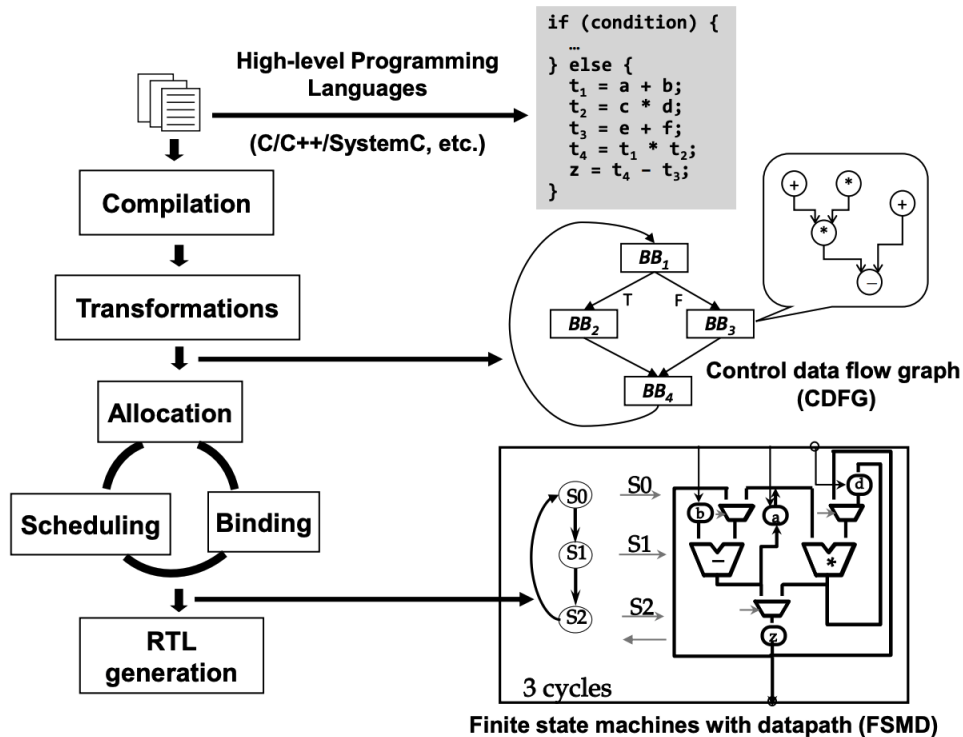 High-level Programming
Languages
(C/C++/SystemC, etc.)
if (condition) {
…
} else {
t₁ = a + b;
t₂ = c * d;
t₃ = e + f;
t₄ = t₁ * t₂;
z = t₄ − t₃;
}
Compilation
Transformations
Allocation
Scheduling
Binding
RTL
generation
+
*
+
*
−
BB₁
T
F
BB₂
BB₃
BB₄
Control data flow graph
(CDFG)
S0
S1
S2
S0
S1
S2
b
a
d
−
*
z
3 cycles
Finite state machines with datapath (FSMD)